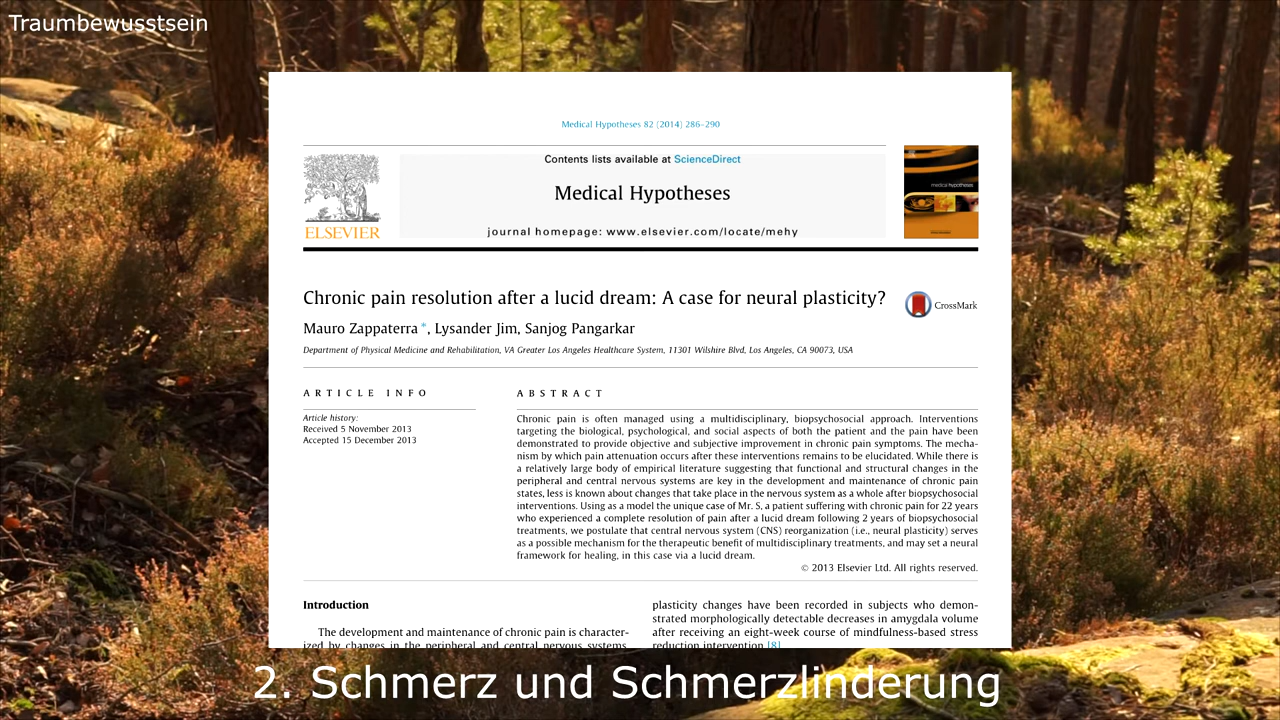 Traumbewusstsein
Medical Hypotheses 82 (2014) 286–290
Contents lists available at ScienceDirect
Medical Hypotheses
journal homepage: www.elsevier.com/locate/mehy
ELSEVIER
medical hypotheses
Chronic pain resolution after a lucid dream: A case for neural plasticity?
CrossMark
Mauro Zappaterra *, Lysander Jim, Sanjog Pangarkar
Department of Physical Medicine and Rehabilitation, VA Greater Los Angeles Healthcare System, 11301 Wilshire Blvd, Los Angeles, CA 90073, USA
ARTICLE INFO
Article history:
Received 5 November 2013
Accepted 15 December 2013
ABSTRACT
Chronic pain is often managed using a multidisciplinary, biopsychosocial approach. Interventions
targeting the biological, psychological, and social aspects of both the patient and the pain have been
demonstrated to provide objective and subjective improvement in chronic pain symptoms. The mecha-
nism by which pain attenuation occurs after these interventions remains to be elucidated. While there is
a relatively large body of empirical literature suggesting that functional and structural changes in the
peripheral and central nervous systems are key in the development and maintenance of chronic pain
states, less is known about changes that take place in the nervous system as a whole after biopsychosocial
interventions. Using as a model the unique case of Mr. S, a patient suffering with chronic pain for 22 years
who experienced a complete resolution of pain after a lucid dream following 2 years of biopsychosocial
treatments, we postulate that central nervous system (CNS) reorganization (i.e., neural plasticity) serves
as a possible mechanism for the therapeutic benefit of multidisciplinary treatments, and may set a neural
framework for healing, in this case via a lucid dream.
© 2013 Elsevier Ltd. All rights reserved.
Introduction
The development and maintenance of chronic pain is character-
ized by changes in the peripheral and central nervous systems.
plasticity changes have been recorded in subjects who demon-
strated morphologically detectable decreases in amygdala volume
after receiving an eight-week course of mindfulness-based stress
reduction intervention [8].
2. Schmerz und Schmerzlinderung